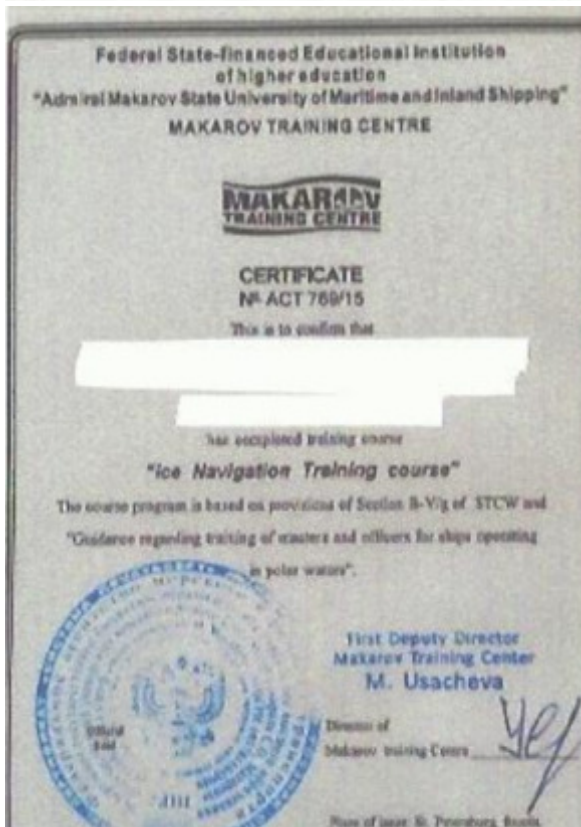 Federal State-financed Educational Institution
of higher education
"Admiral Makarov State University of Maritime and Inland Shipping"
MAKAROV TRAINING CENTRE
MAKAROV
TRAINING CENTRE
CERTIFICATE
№ ACT 769/15
This is to confirm that
has completed training course
"Ice Navigation Training course"
The course program is based on provisions of Section B-V/g of STCW and
"Guidance regarding training of masters and officers for ships operating
in polar waters".
First Deputy Director
Makarov Training Center
M. Usacheva
Official
Seal
Director of
Makarov training Centre
Place of issue: St. Petersburg, Russia